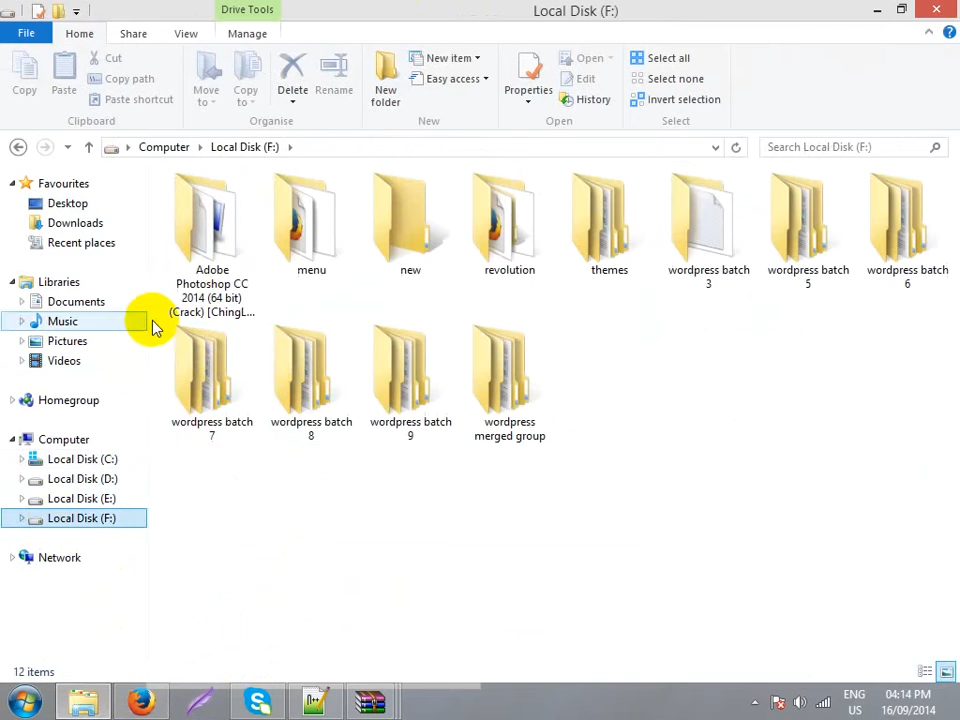 Drive Tools
Local Disk (F:)
File
Home
Share
View
Manage
Copy
Paste
Cut
Copy path
Paste shortcut
Clipboard
Move to
Copy to
Delete
Rename
Organise
New folder
New item
Easy access
New
Properties
Open
Edit
History
Open
Select all
Select none
Invert selection
Select
Computer
Local Disk (F:)
Search Local Disk (F:)
Favourites
Desktop
Downloads
Recent places
Libraries
Documents
Music
Pictures
Videos
Homegroup
Computer
Local Disk (C:)
Local Disk (D:)
Local Disk (E:)
Local Disk (F:)
Network
Adobe
Photoshop CC
2014 (64 bit)
(Crack) [ChingL...
menu
new
revolution
themes
wordpress batch
3
wordpress batch
5
wordpress batch
6
wordpress batch
7
wordpress batch
8
wordpress batch
9
wordpress
merged group
12 items
ENG
US
04:14 PM
16/09/2014